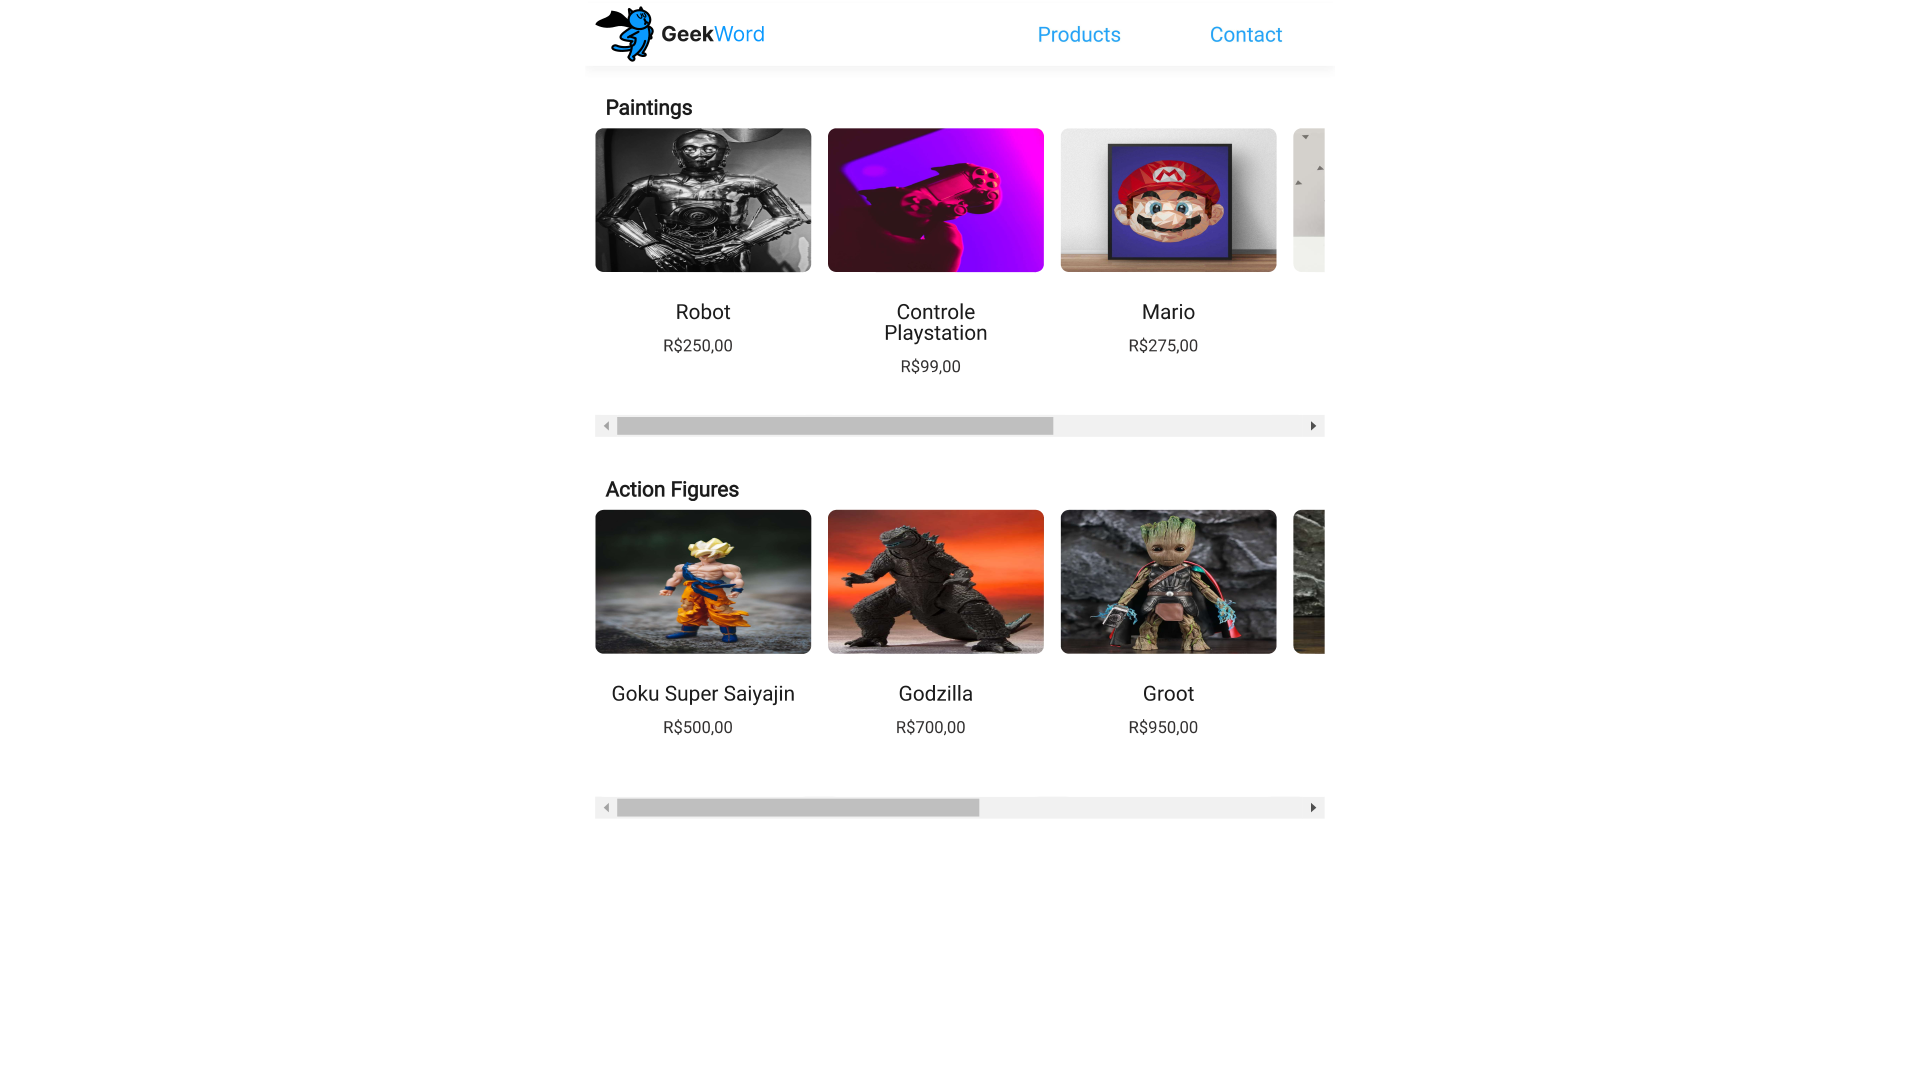 GeekWord
Products
Contact
Paintings
Robot
R$250,00
Controle
Playstation
R$99,00
Mario
R$275,00
Action Figures
Goku Super Saiyajin
R$500,00
Godzilla
R$700,00
Groot
R$950,00